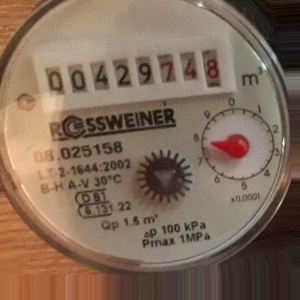 00429748 m³
ROSSWEINER
08.025158
LT-2-1644:2002
B-H A-V 30°C
Qp 1.5 m³
Δp 100 kPa
Pmax 1MPa
9 0 1 2 3 4 5 6 7 8
x0,0001